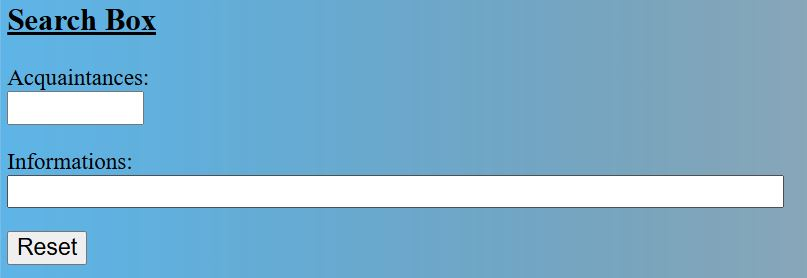 Search Box
Acquaintances:
Informations:
Reset